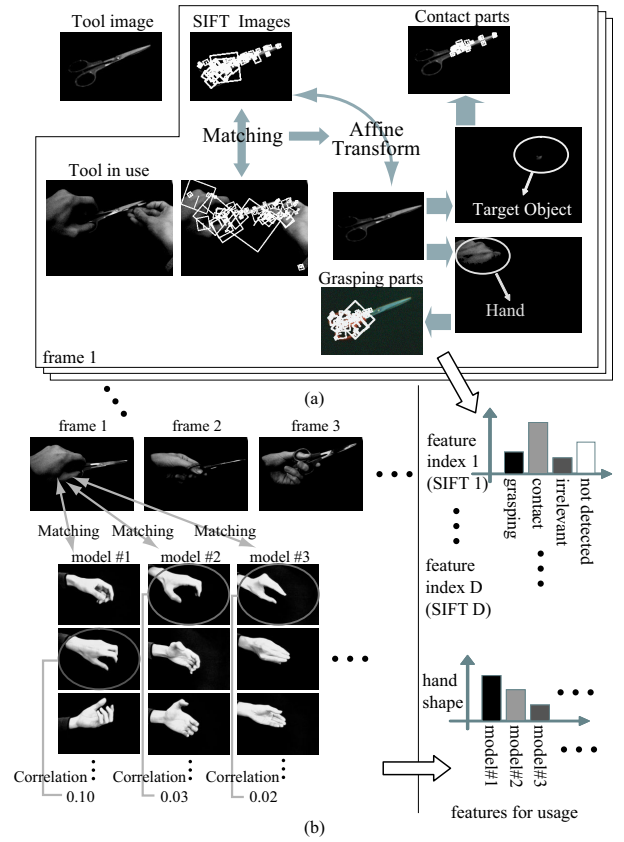 Tool image
SIFT Images
Contact parts
Matching
Affine
Transform
Tool in use
Target Object
Grasping parts
Hand
frame 1
(a)
frame 1
frame 2
frame 3
Matching
Matching
Matching
model #1
model #2
model #3
Correlation
0.10
Correlation
0.03
Correlation
0.02
feature
index 1
(SIFT 1)
grasping
contact
irrelevant
not detected
feature
index D
(SIFT D)
hand
shape
model#1
model#2
model#3
features for usage
(b)